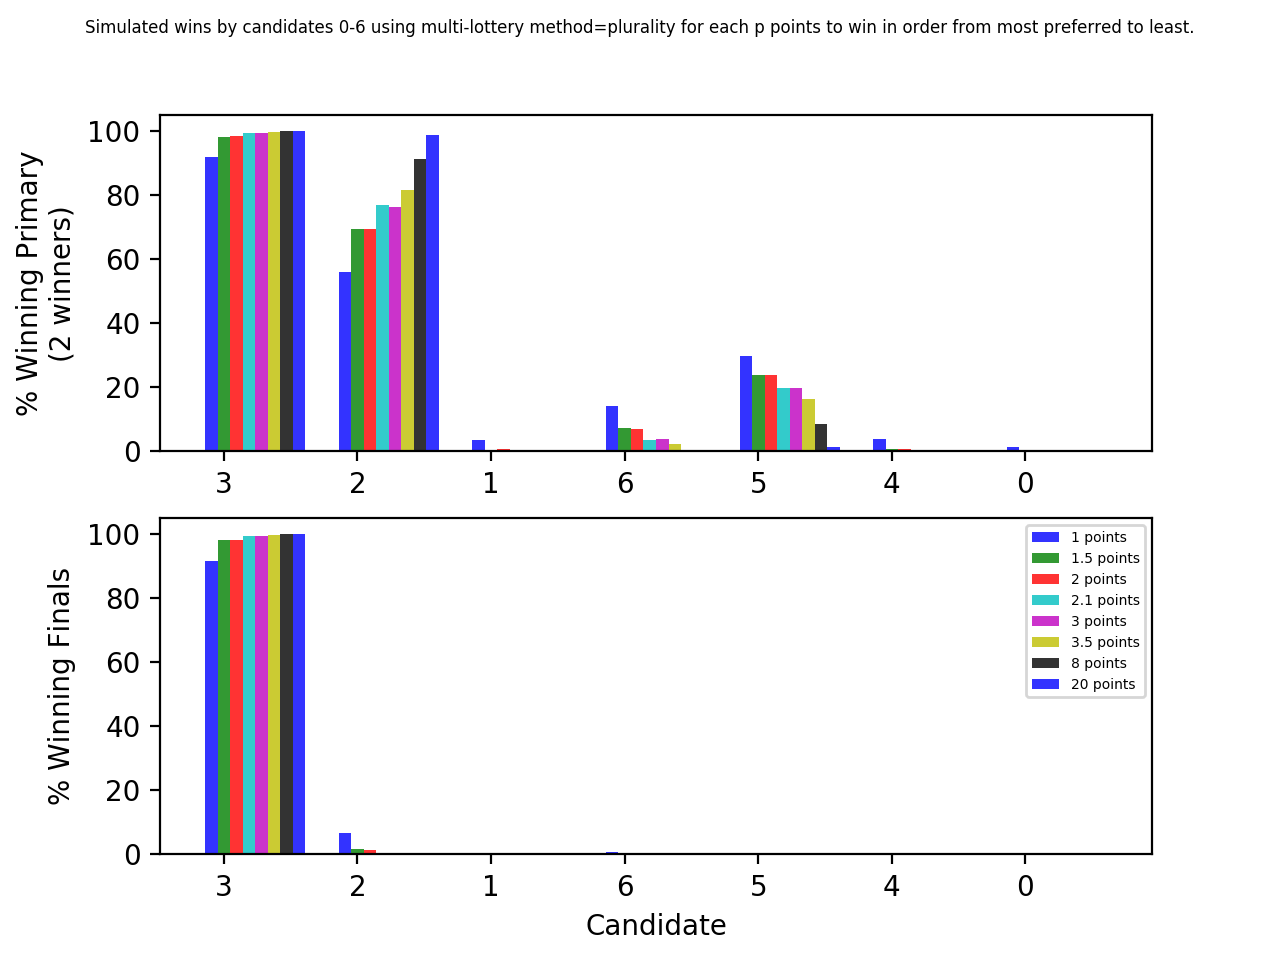 Simulated wins by candidates 0-6 using multi-lottery method=plurality for each p points to win in order from most preferred to least.
% Winning Primary
(2 winners)
100
80
60
40
20
0
3 2 1 6 5 4 0
% Winning Finals
100
80
60
40
20
0
1 points
1.5 points
2 points
2.1 points
3 points
3.5 points
8 points
20 points
3 2 1 6 5 4 0
Candidate